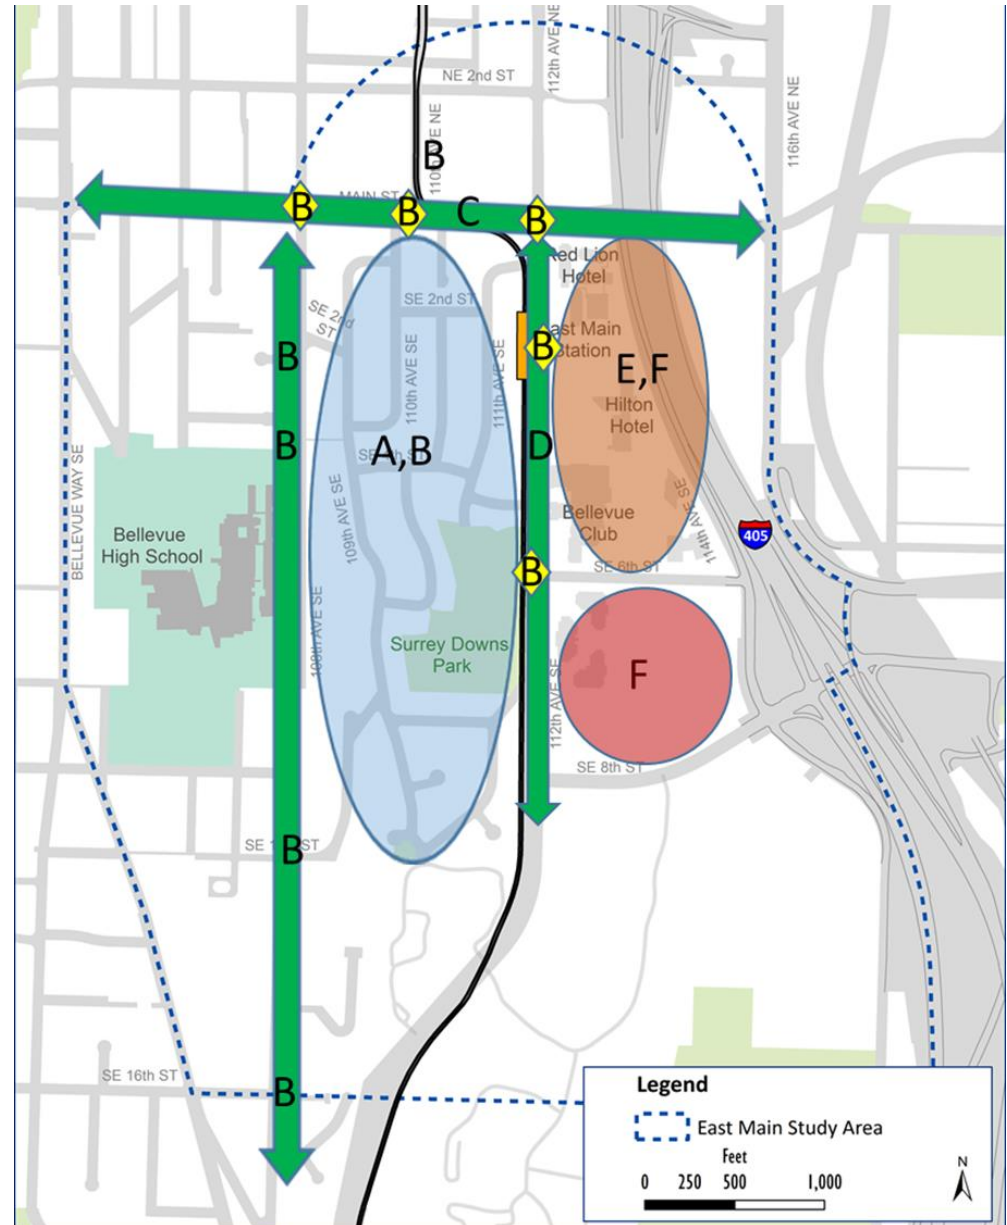 NE 2nd ST
112th AVE NE
116th AVE NE
B
MAIN ST
B
B
C
B
Red Lion
Hotel
SE 2nd ST
SE 2nd
ST
East Main
Station
B
B
110th AVE SE
111th AVE SE
E,F
Hilton
Hotel
B
A,B
D
BELLEVUE WAY SE
Bellevue
High School
109th AVE SE
Bellevue
Club
114th AVE SE
405
B
SE 6th ST
108th AVE SE
Surrey Downs
Park
F
112th AVE SE
SE 8th ST
B
B
SE 16th ST
Legend
East Main Study Area
Feet
0 250 500 1,000
N